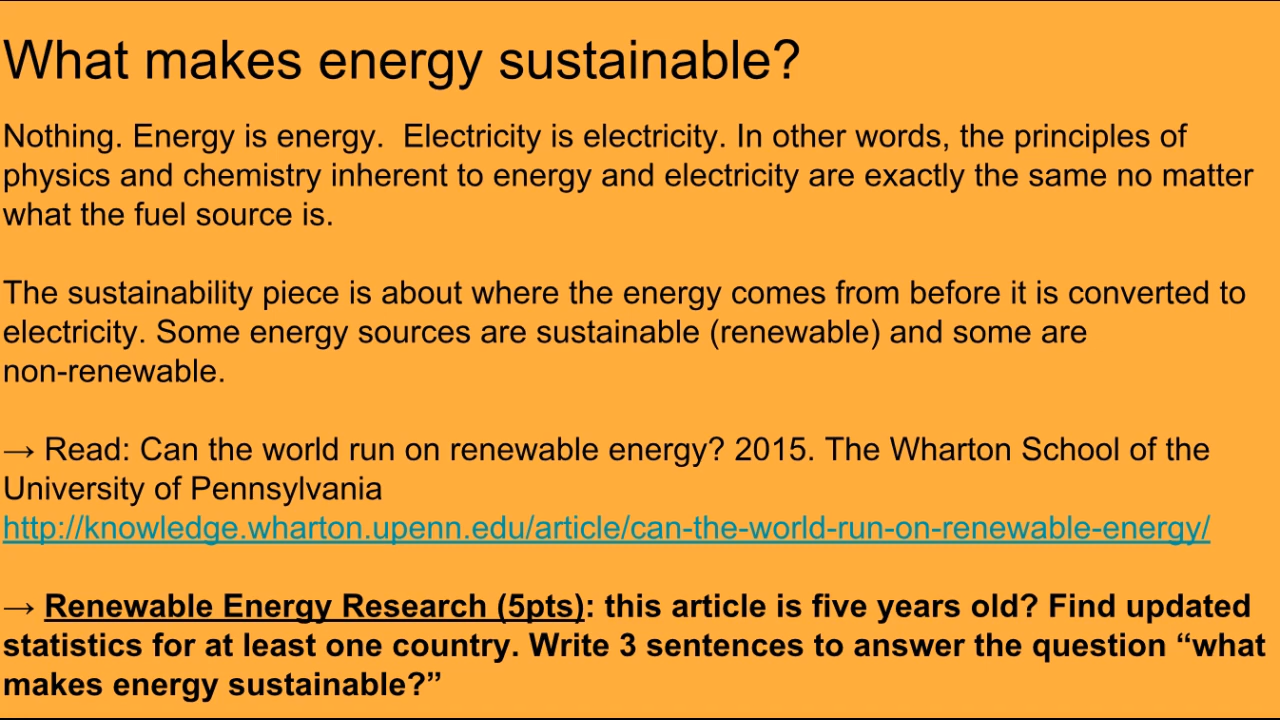 What makes energy sustainable?
Nothing. Energy is energy.  Electricity is electricity. In other words, the principles of
physics and chemistry inherent to energy and electricity are exactly the same no matter
what the fuel source is.
The sustainability piece is about where the energy comes from before it is converted to
electricity. Some energy sources are sustainable (renewable) and some are
non-renewable.
→ Read: Can the world run on renewable energy? 2015. The Wharton School of the
University of Pennsylvania
http://knowledge.wharton.upenn.edu/article/can-the-world-run-on-renewable-energy/
→ Renewable Energy Research (5pts): this article is five years old? Find updated
statistics for at least one country. Write 3 sentences to answer the question “what
makes energy sustainable?”